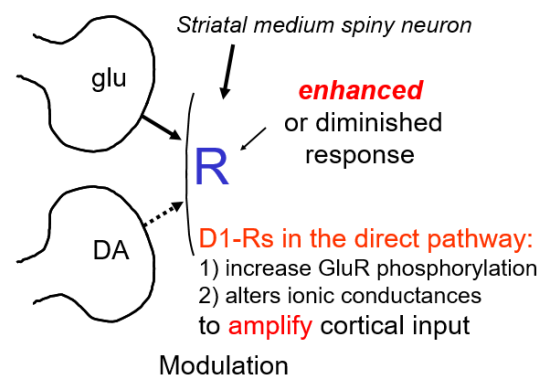 Striatal medium spiny neuron
glu
enhanced
or diminished
response
R
DA
D1-Rs in the direct pathway:
1) increase GluR phosphorylation
2) alters ionic conductances
to amplify cortical input
Modulation